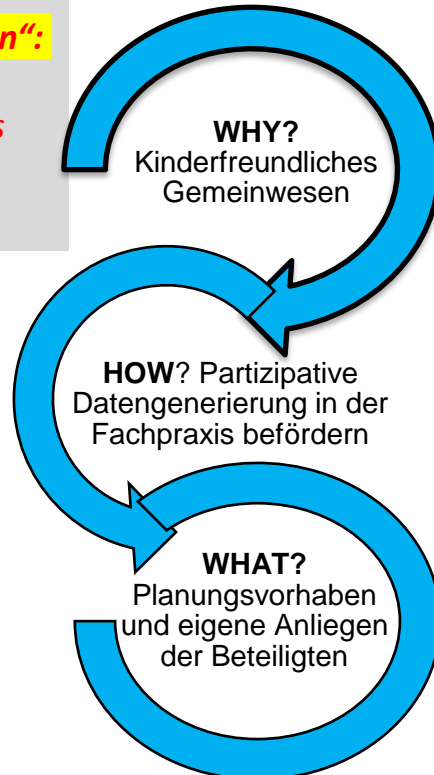 n“:
s
WHY?
Kinderfreundliches
Gemeinwesen
HOW? Partizipative
Datengenerierung in der
Fachpraxis befördern
WHAT?
Planungsvorhaben
und eigene Anliegen
der Beteiligten